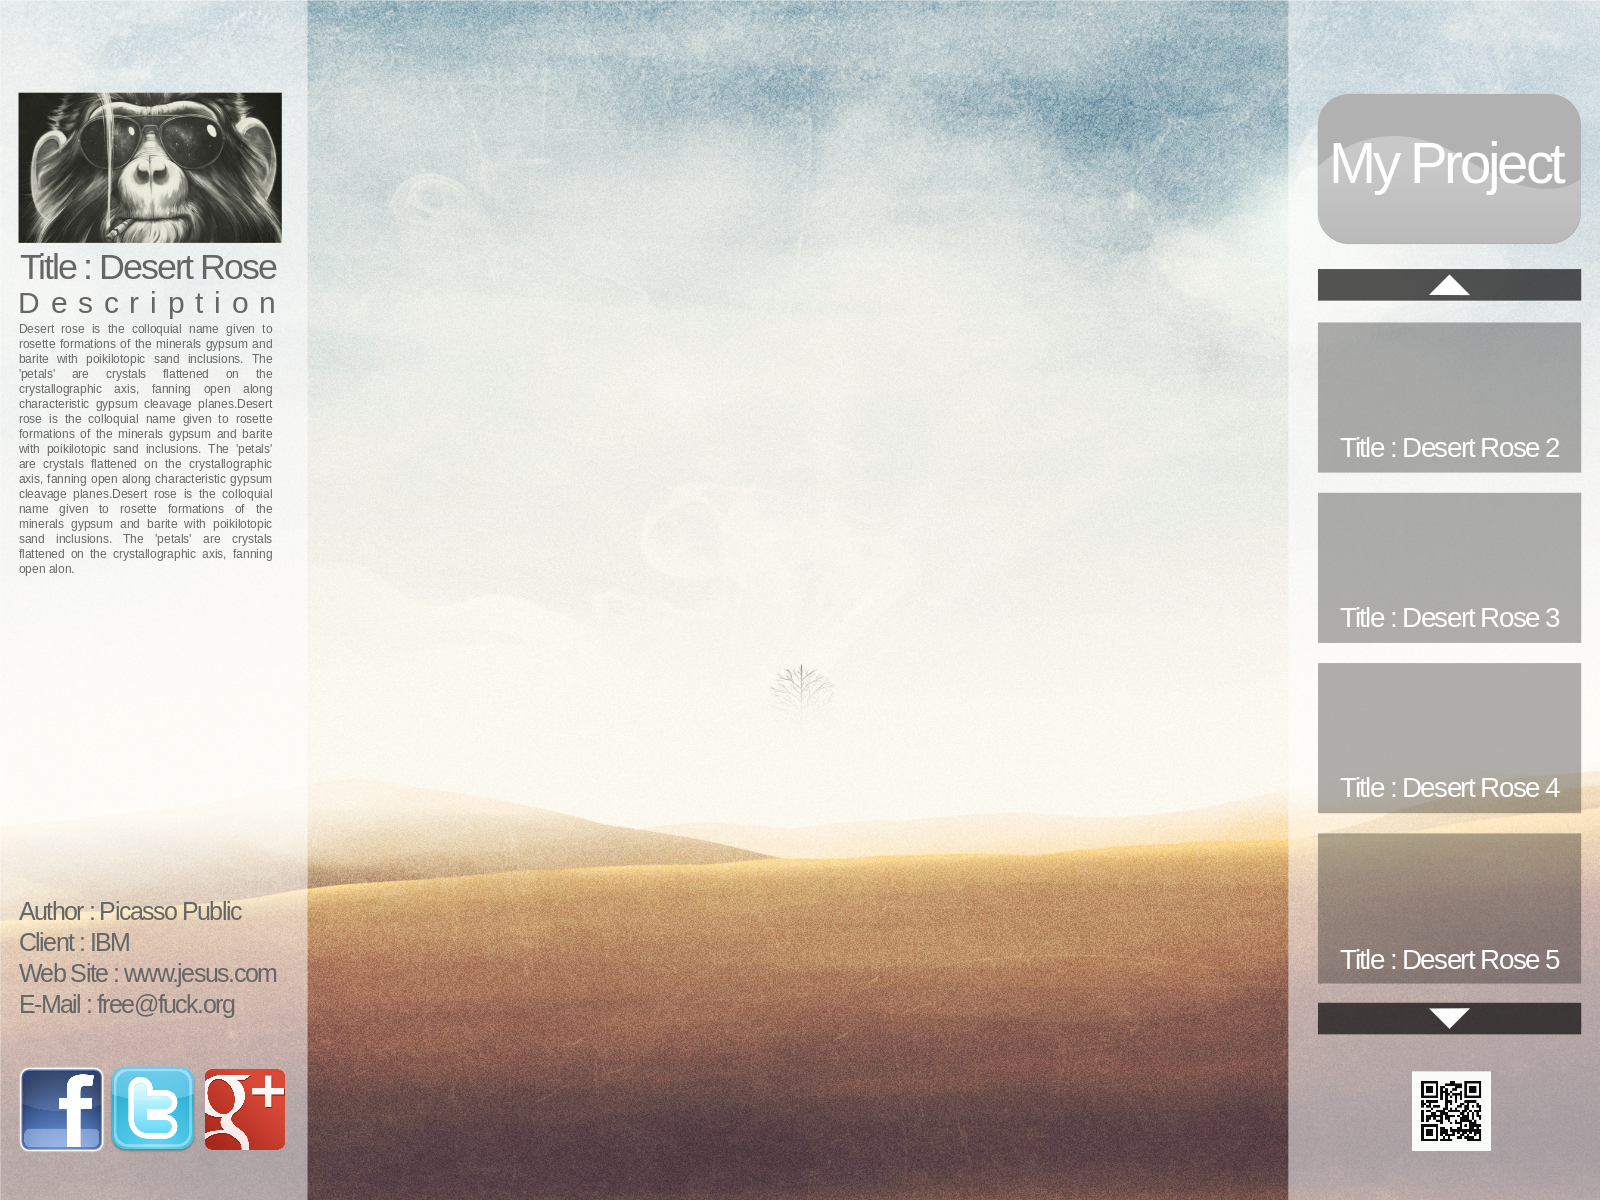 Title : Desert Rose
Description
Desert rose is the colloquial name given to
rosette formations of the minerals gypsum and
barite with poikilotopic sand inclusions. The
'petals' are crystals flattened on the
crystallographic axis, fanning open along
characteristic gypsum cleavage planes.Desert
rose is the colloquial name given to rosette
formations of the minerals gypsum and barite
with poikilotopic sand inclusions. The 'petals'
are crystals flattened on the crystallographic
axis, fanning open along characteristic gypsum
cleavage planes.Desert rose is the colloquial
name given to rosette formations of the
minerals gypsum and barite with poikilotopic
sand inclusions. The 'petals' are crystals
flattened on the crystallographic axis, fanning
open alon.
Author : Picasso Public
Client : IBM
Web Site : www.jesus.com
E-Mail : free@fuck.org
f
t
g+
My Project
Title : Desert Rose 2
Title : Desert Rose 3
Title : Desert Rose 4
Title : Desert Rose 5